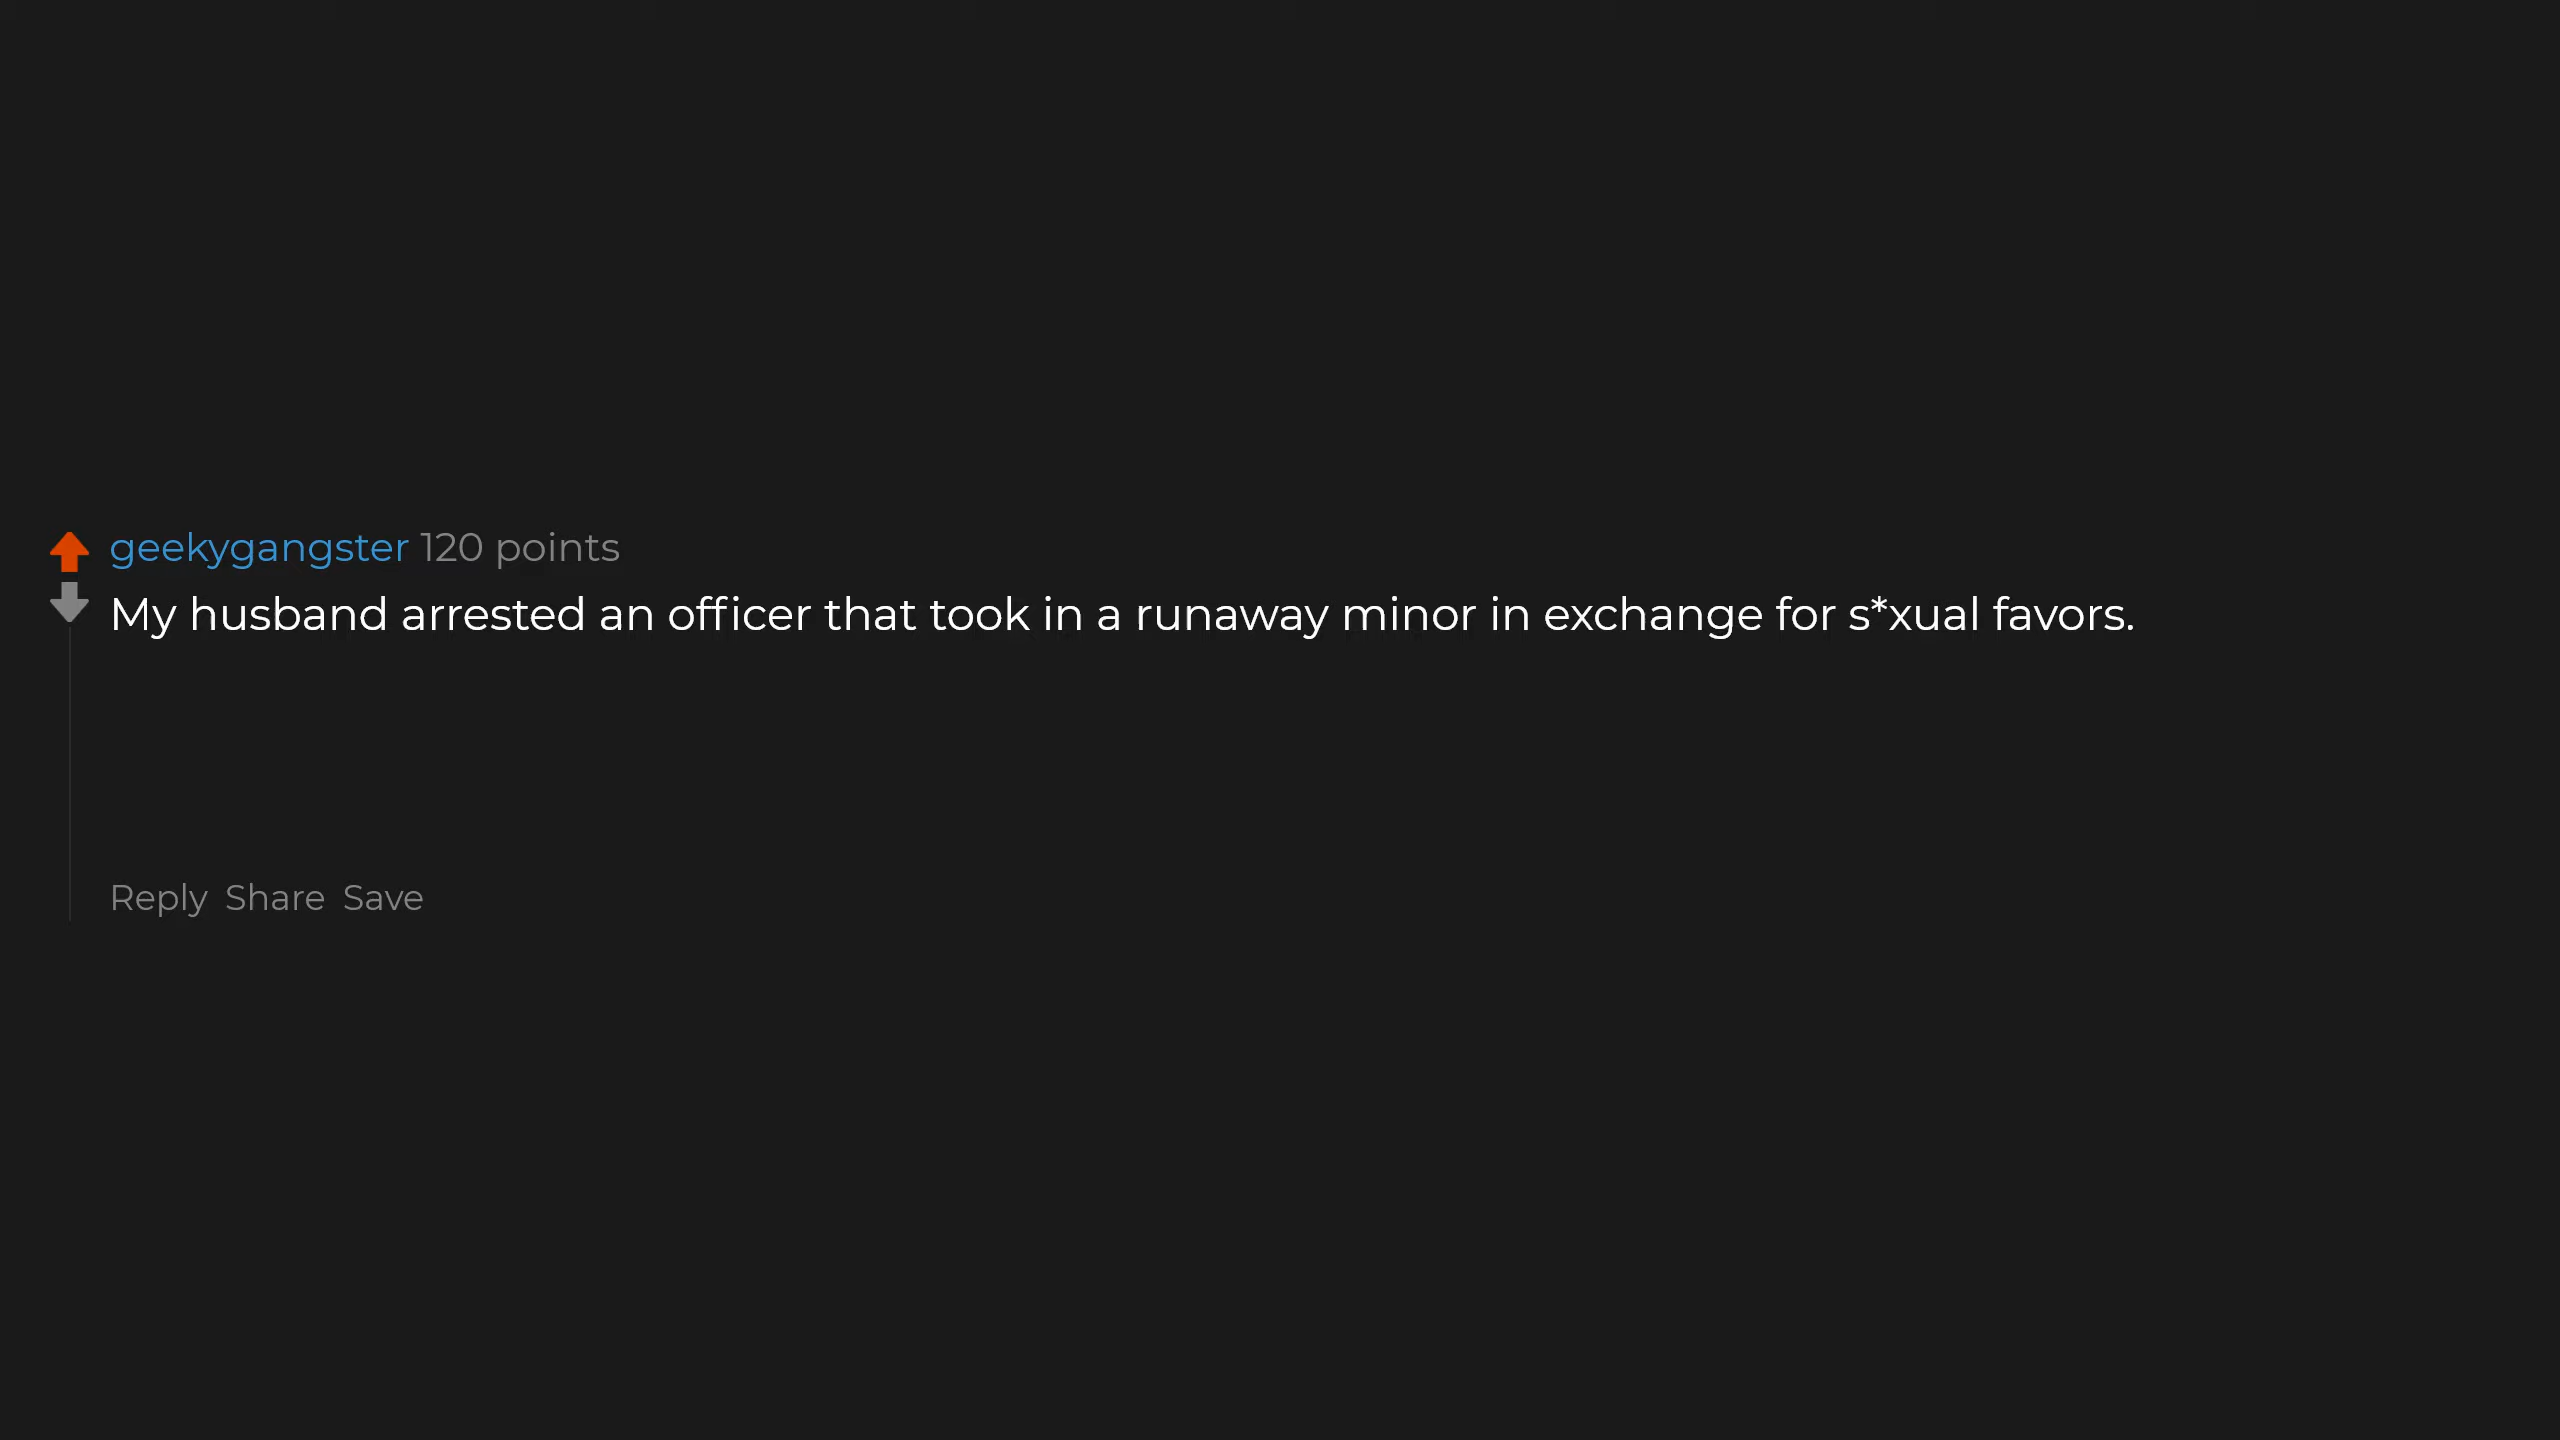 geekygangster 120 points
My husband arrested an officer that took in a runaway minor in exchange for s*xual favors.
Reply Share Save